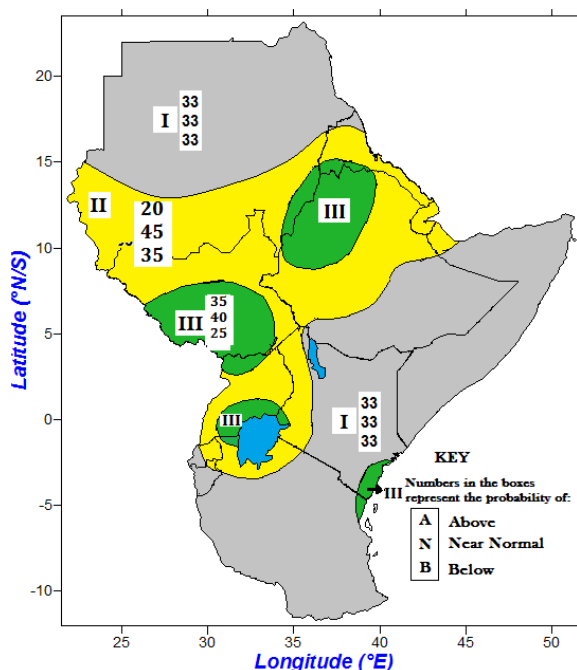 20
15
10
5
0
-5
-10
Latitude (°N/S)
I
33
33
33
II
20
45
35
III
III
35
40
25
III
I
33
33
33
KEY
III
Numbers in the boxes
represent the probability of:
A Above
N Near Normal
B Below
25 30 35 40 45 50
Longitude (°E)